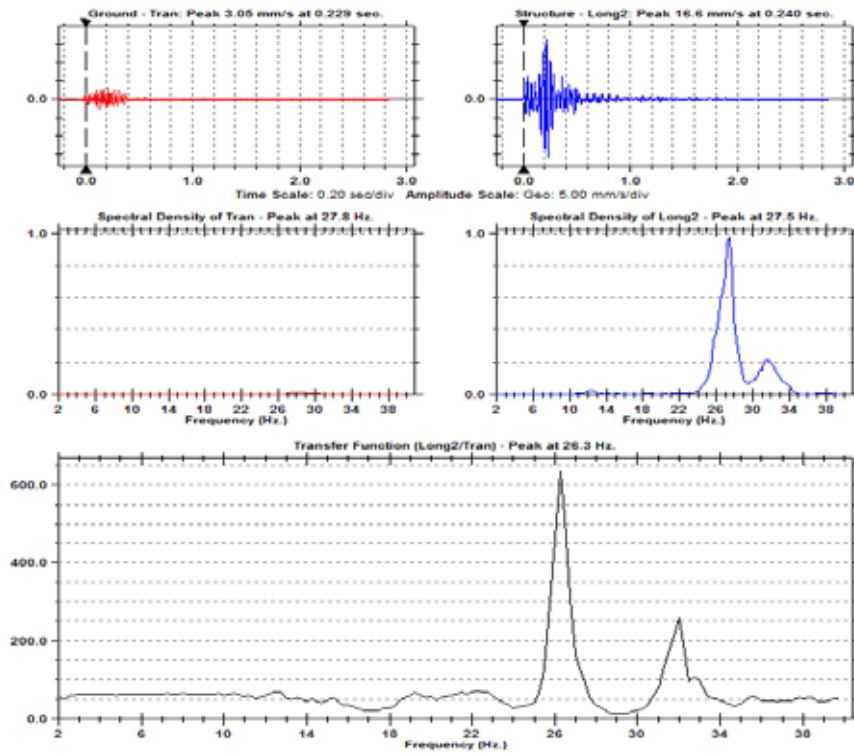 Ground - Tran: Peak 3.05 mm/s at 0.229 sec.
Structure - Long2: Peak 16.6 mm/s at 0.240 sec.
0.0
0.0
0.0 1.0 2.0 3.0
0.0 1.0 2.0 3.0
Time Scale: 0.20 sec/div Amplitude Scale: Geo: 5.00 mm/s/div
Spectral Density of Tran - Peak at 27.8 Hz.
Spectral Density of Long2 - Peak at 27.5 Hz.
1.0
1.0
0.0
0.0
2 6 10 14 18 22 26 30 34 38
2 6 10 14 18 22 26 30 34 38
Frequency (Hz.)
Frequency (Hz.)
Transfer Function (Long2/Tran) - Peak at 26.3 Hz.
600.0
400.0
200.0
0.0
2 6 10 14 18 22 26 30 34 38
Frequency (Hz.)